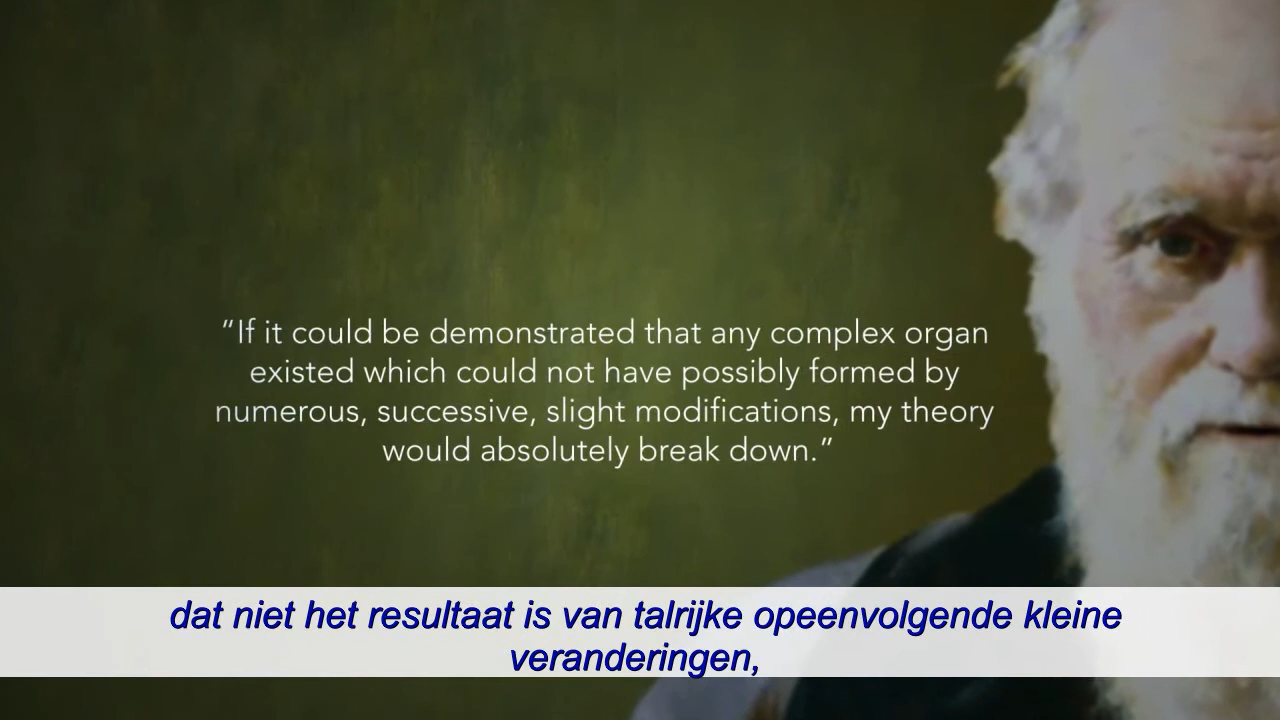 “If it could be demonstrated that any complex organ
existed which could not have possibly formed by
numerous, successive, slight modifications, my theory
would absolutely break down.”
dat niet het resultaat is van talrijke opeenvolgende kleine
veranderingen,